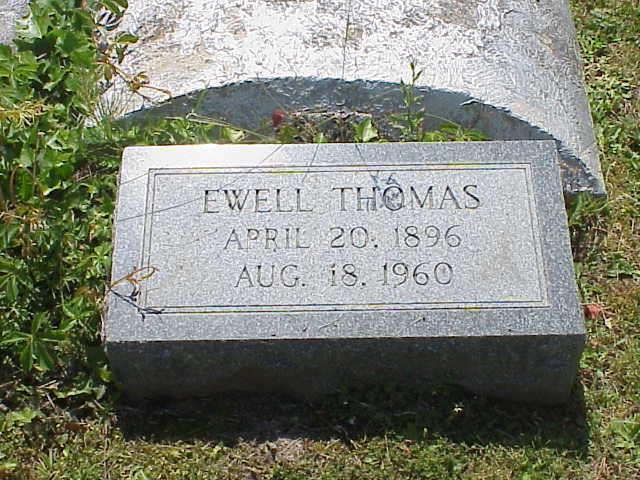 EWELL THOMAS
APRIL 20. 1896
AUG. 18. 1960